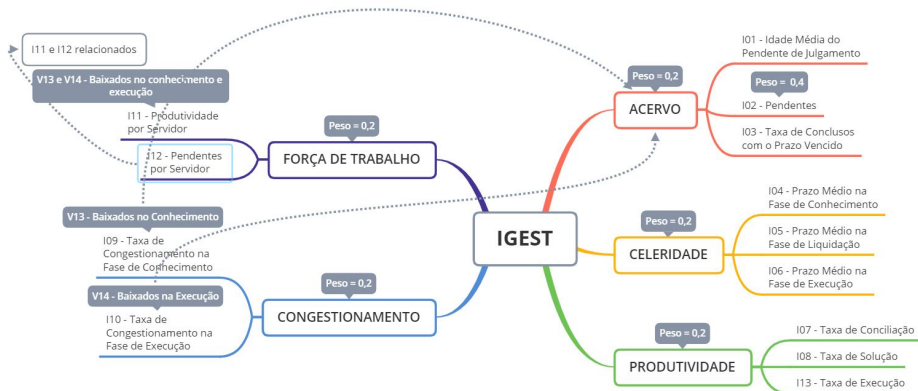 I11 e I12 relacionados
V13 e V14 - Baixados no conhecimento e
execução
I11 - Produtividade
por Servidor
I12 - Pendentes
por Servidor
Peso = 0,2
FORÇA DE TRABALHO
V13 - Baixados no Conhecimento
I09 - Taxa de
Congestionamento na
Fase de Conhecimento
V14 - Baixados na Execução
I10 - Taxa de
Congestionamento na
Fase de Execução
Peso = 0,2
CONGESTIONAMENTO
IGEST
Peso = 0,2
ACERVO
I01 - Idade Média do
Pendente de Julgamento
Peso = 0,4
I02 - Pendentes
I03 - Taxa de Conclusos
com o Prazo Vencido
Peso = 0,2
CELERIDADE
I04 - Prazo Médio na
Fase de Conhecimento
I05 - Prazo Médio na
Fase de Liquidação
I06 - Prazo Médio na
Fase de Execução
Peso = 0,2
PRODUTIVIDADE
I07 - Taxa de Conciliação
I08 - Taxa de Solução
I13 - Taxa de Execução